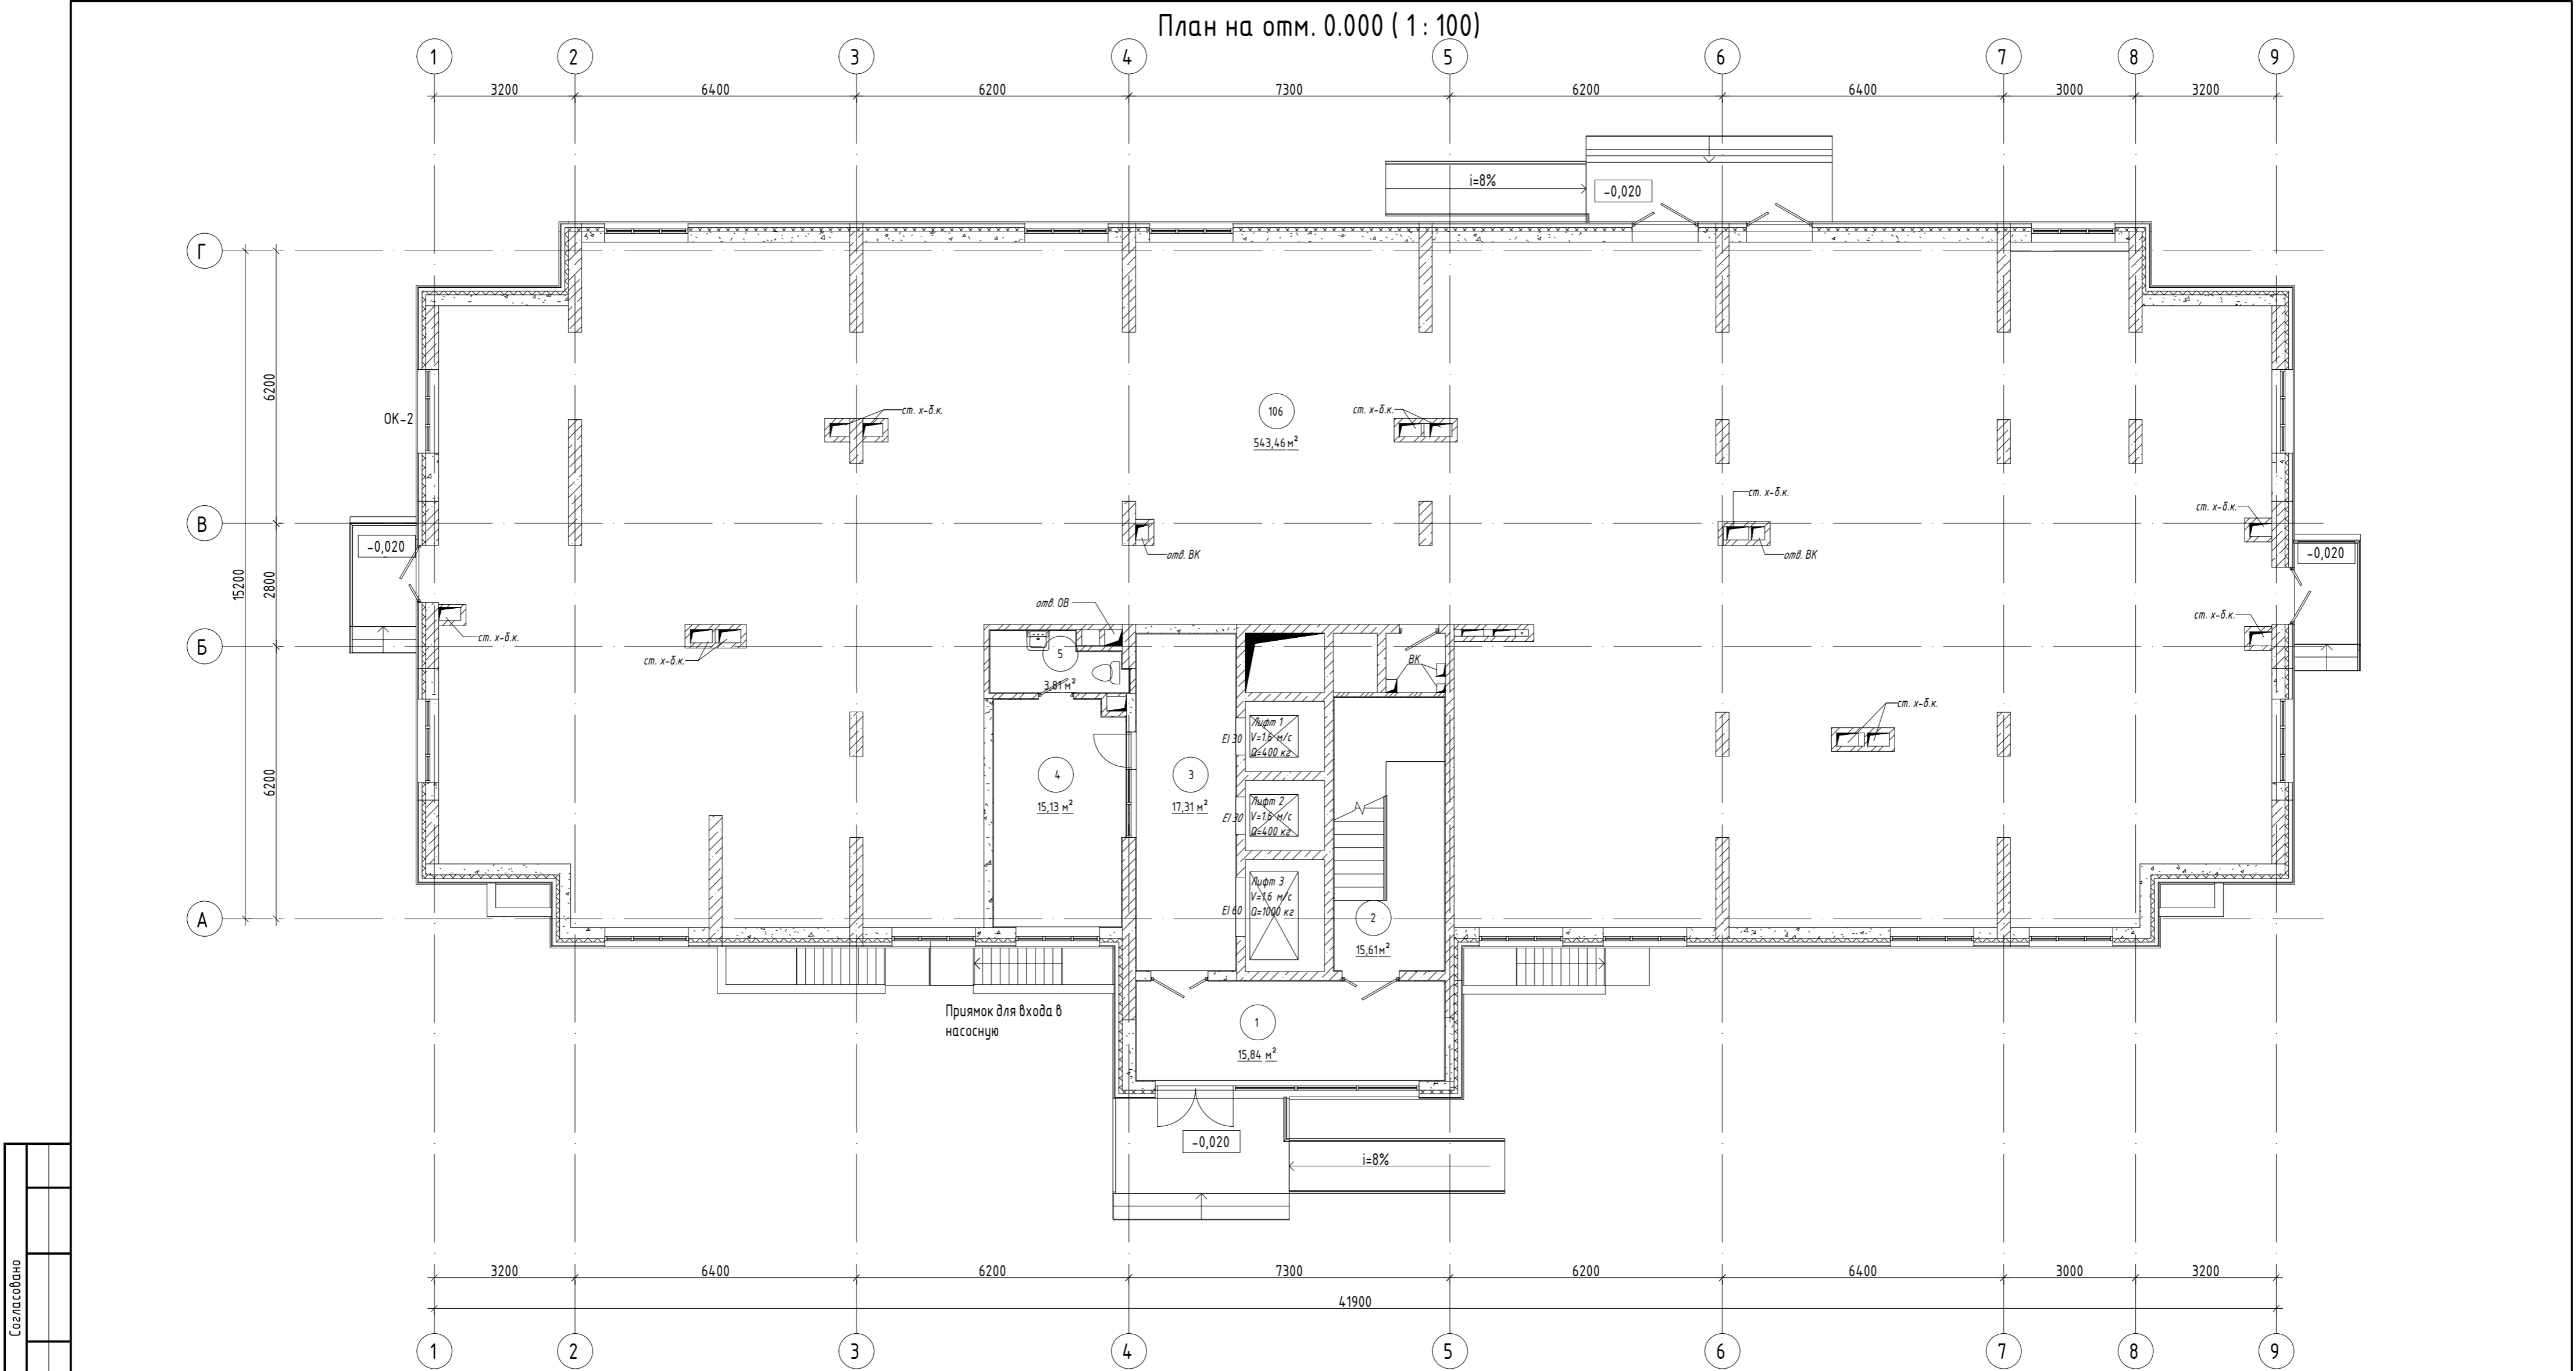 План на отм. 0.000 ( 1 : 100)
1 2 3 4 5 6 7 8 9
3200 6400 6200 7300 6200 6400 3000 3200
i=8%
-0,020
Г
6200
ОК-2
ст. х-б.к.
106
543,46 м²
ст. х-б.к.
ст. х-б.к.
ст. х-б.к.
В
-0,020
отв. ВК
отв. ВК
-0,020
15200
2800
отв. ОВ
ст. х-б.к.
ст. х-б.к.
Б
ст. х-б.к.
5
3,81 м²
ВК
ст. х-б.к.
6200
4
15,13 м²
3
17,31 м²
EI 30
Лифт 1
V=1.6 м/с
Q=400 кг
EI 30
Лифт 2
V=1.6 м/с
Q=400 кг
EI 60
Лифт 3
V=1.6 м/с
Q=1000 кг
А
2
15,61м²
Приямок для входа в
насосную
1
15,84 м²
-0,020
i=8%
3200 6400 6200 7300 6200 6400 3000 3200
41900
1 2 3 4 5 6 7 8 9
Согласовано